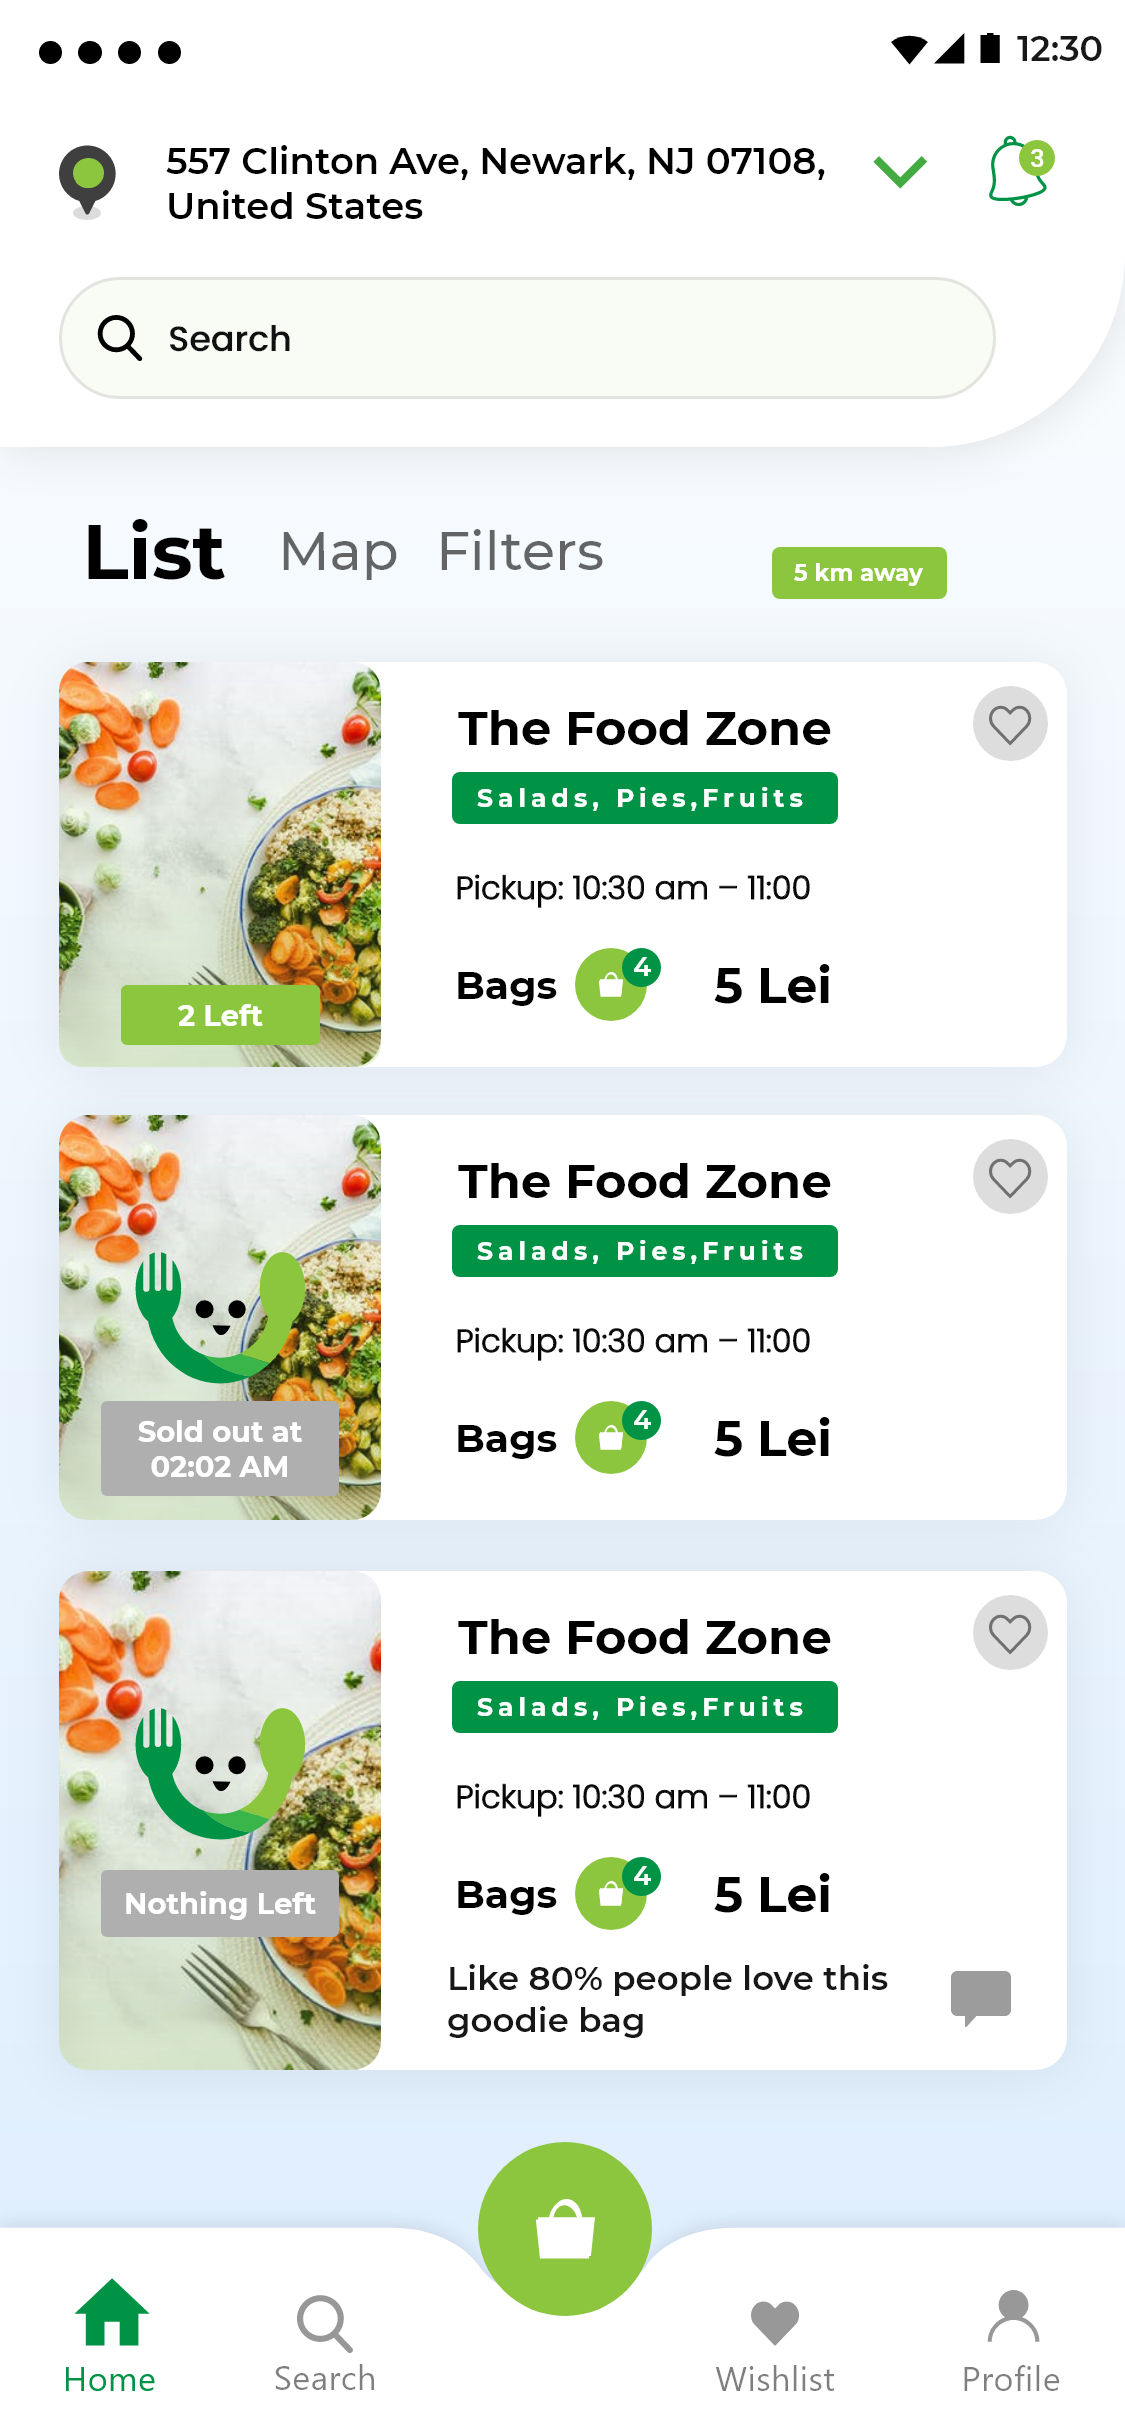 12:30
557 Clinton Ave, Newark, NJ 07108,
United States
3
Search
List Map Filters
5 km away
The Food Zone
Salads, Pies,Fruits
Pickup: 10:30 am – 11:00
Bags 4 5 Lei
2 Left
The Food Zone
Salads, Pies,Fruits
Pickup: 10:30 am – 11:00
Bags 4 5 Lei
Sold out at
02:02 AM
The Food Zone
Salads, Pies,Fruits
Pickup: 10:30 am – 11:00
Bags 4 5 Lei
Nothing Left
Like 80% people love this
goodie bag
Home Search Wishlist Profile